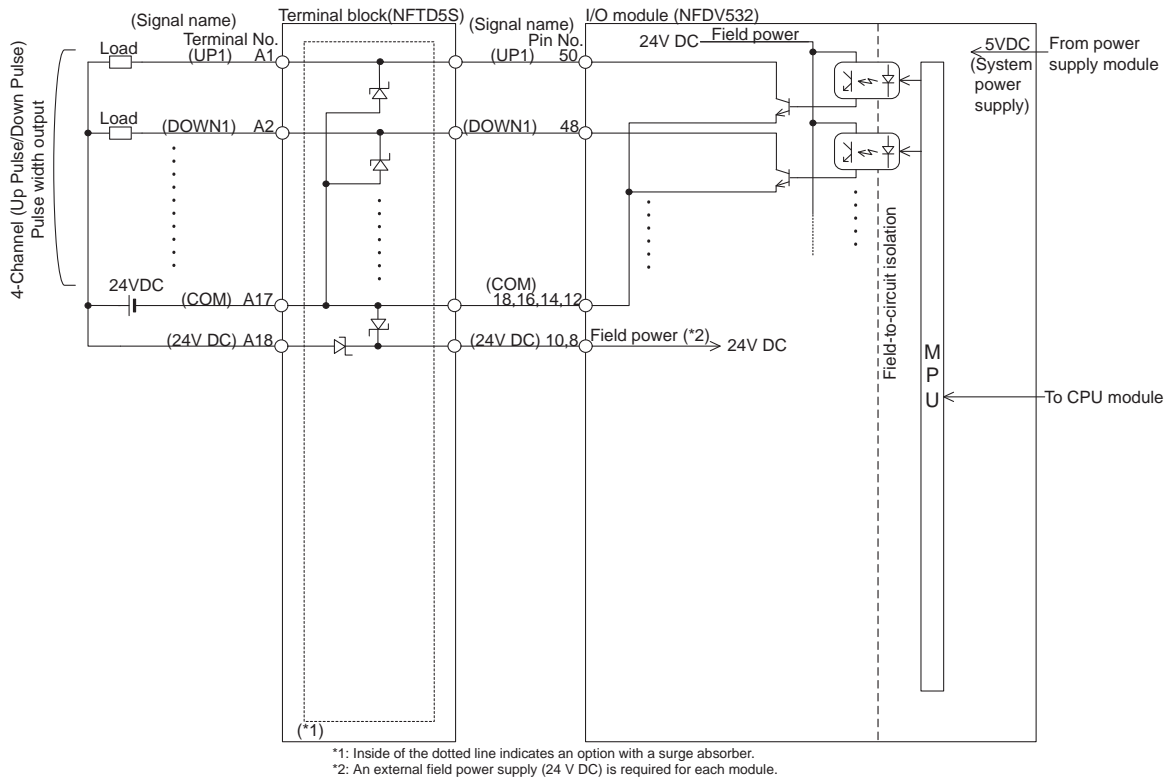 (Signal name)
Terminal No.
Terminal block(NFTD5S)
(Signal name)
Pin No.
I/O module (NFDV532)
24V DC
Field power
5VDC
(System
power
supply)
From power
supply module
Load
(UP1) A1
(UP1) 50
Load
(DOWN1) A2
(DOWN1) 48
4-Channel (Up Pulse/Down Pulse)
Pulse width output
24VDC
(COM) A17
(COM)
18,16,14,12
(24V DC) A18
(24V DC) 10,8
Field power (*2)
24V DC
Field-to-circuit isolation
M
P
U
To CPU module
(*1)
*1: Inside of the dotted line indicates an option with a surge absorber.
*2: An external field power supply (24 V DC) is required for each module.